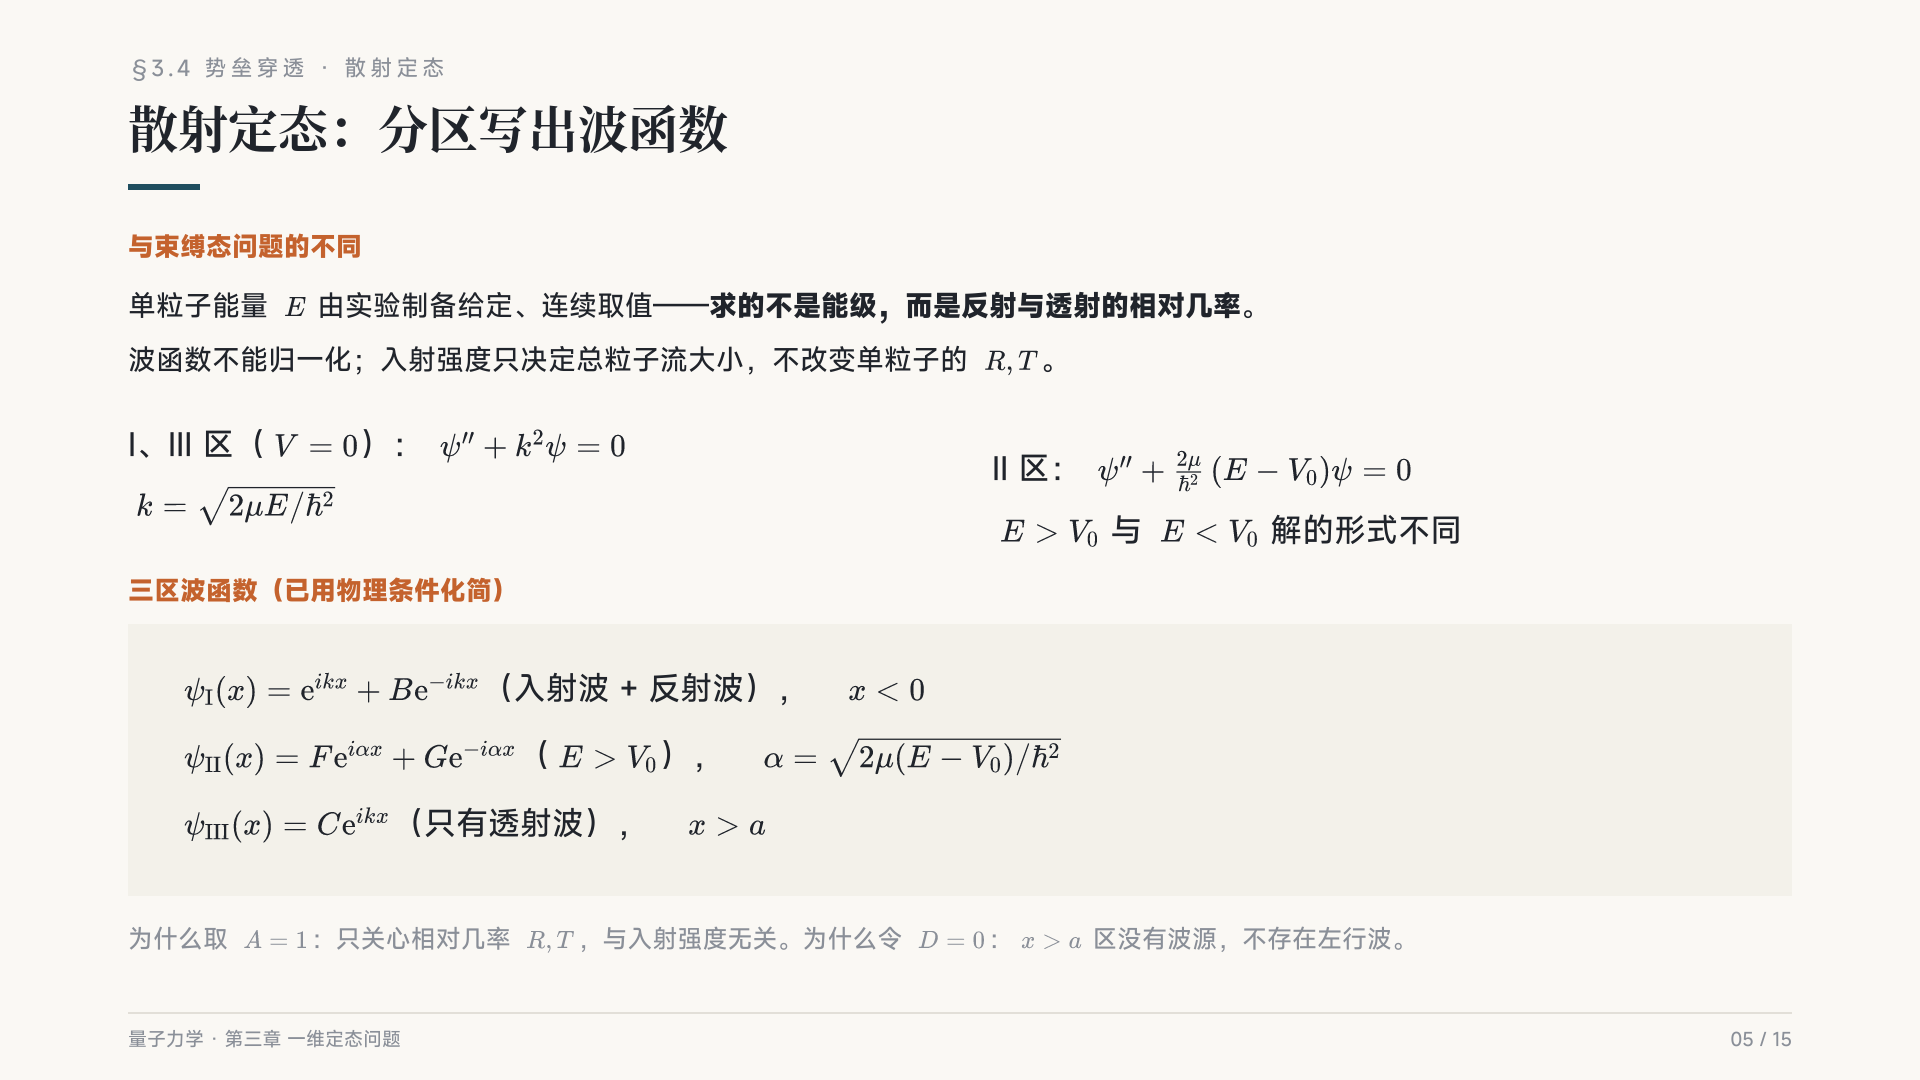 §3.4 势垒穿透 · 散射定态
散射定态：分区写出波函数
与束缚态问题的不同
单粒子能量 E 由实验制备给定、连续取值——求的不是能级，而是反射与透射的相对几率。
波函数不能归一化；入射强度只决定总粒子流大小，不改变单粒子的 R, T。
I、III 区（V = 0）： ψ″ + k²ψ = 0
k = √(2μE/ħ²)
II 区： ψ″ + 2μ/ħ² (E − V₀)ψ = 0
E > V₀ 与 E < V₀ 解的形式不同
三区波函数（已用物理条件化简）
ψ_I(x) = e^{ikx} + Be^{−ikx}（入射波 + 反射波）， x < 0
ψ_II(x) = Fe^{iαx} + Ge^{−iαx}（E > V₀）， α = √(2μ(E − V₀)/ħ²)
ψ_III(x) = Ce^{ikx}（只有透射波）， x > a
为什么取 A = 1：只关心相对几率 R, T，与入射强度无关。为什么令 D = 0： x > a 区没有波源，不存在左行波。
量子力学 · 第三章 一维定态问题
05 / 15